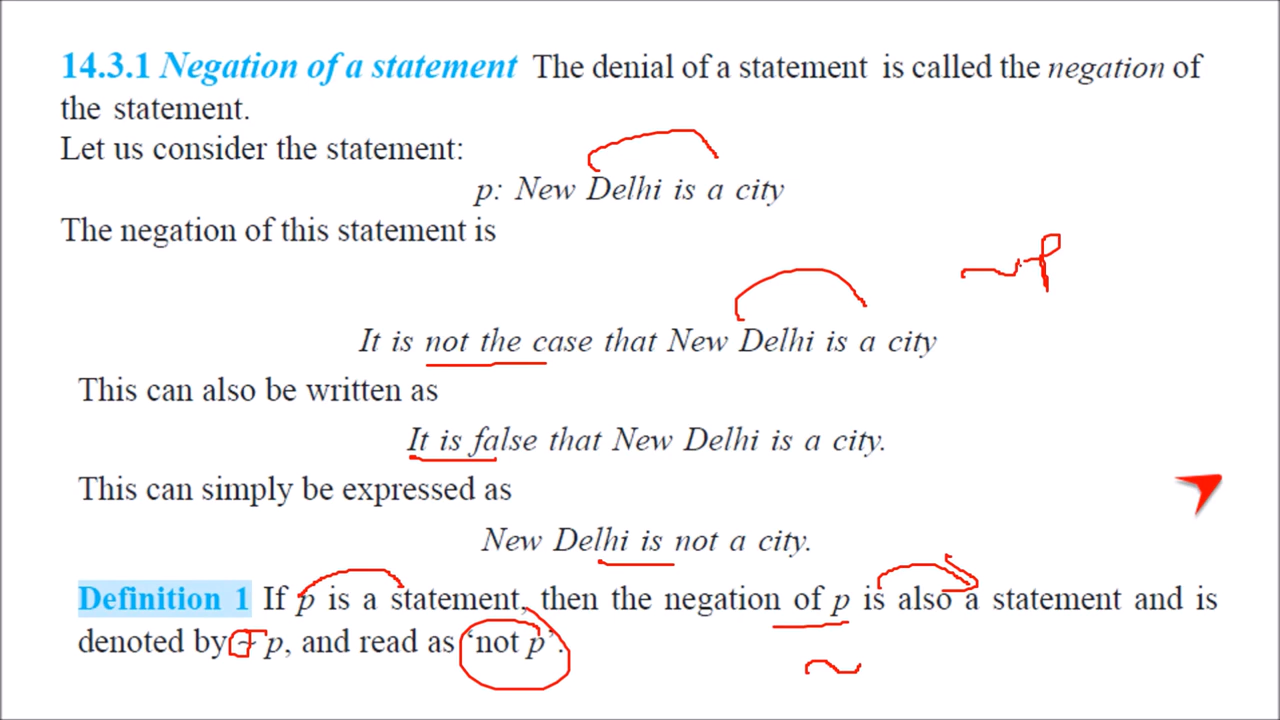 14.3.1 Negation of a statement The denial of a statement is called the negation of
the statement.
Let us consider the statement:
p: New Delhi is a city
The negation of this statement is
~p
It is not the case that New Delhi is a city
This can also be written as
It is false that New Delhi is a city.
This can simply be expressed as
New Delhi is not a city.
Definition 1 If p is a statement, then the negation of p is also a statement and is
denoted by ~ p, and read as ‘not p’.
~